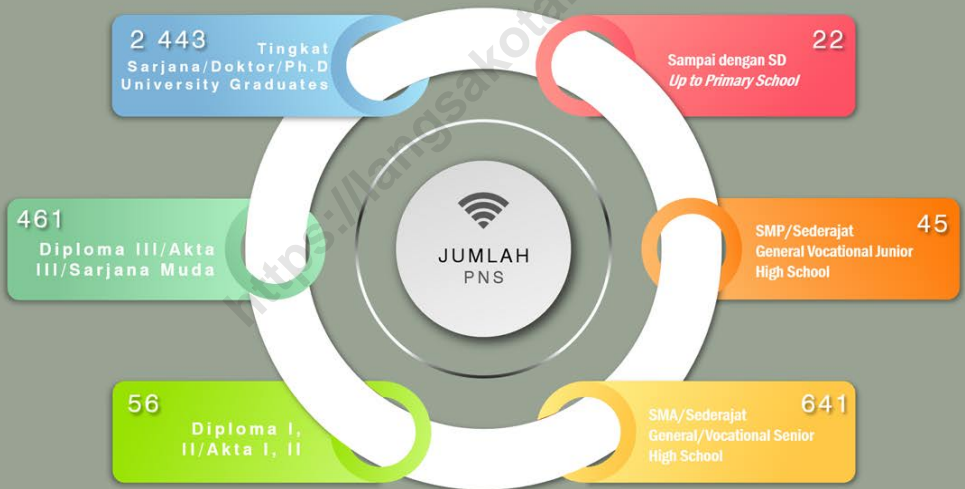 2 443 Tingkat
Sarjana/Doktor/Ph.D
University Graduates
22
Sampai dengan SD
Up to Primary School
461
Diploma III/Akta
III/Sarjana Muda
JUMLAH
PNS
45
SMP/Sederajat
General Vocational Junior
High School
56
Diploma I,
II/Akta I, II
641
SMA/Sederajat
General/Vocational Senior
High School
https://langsakota